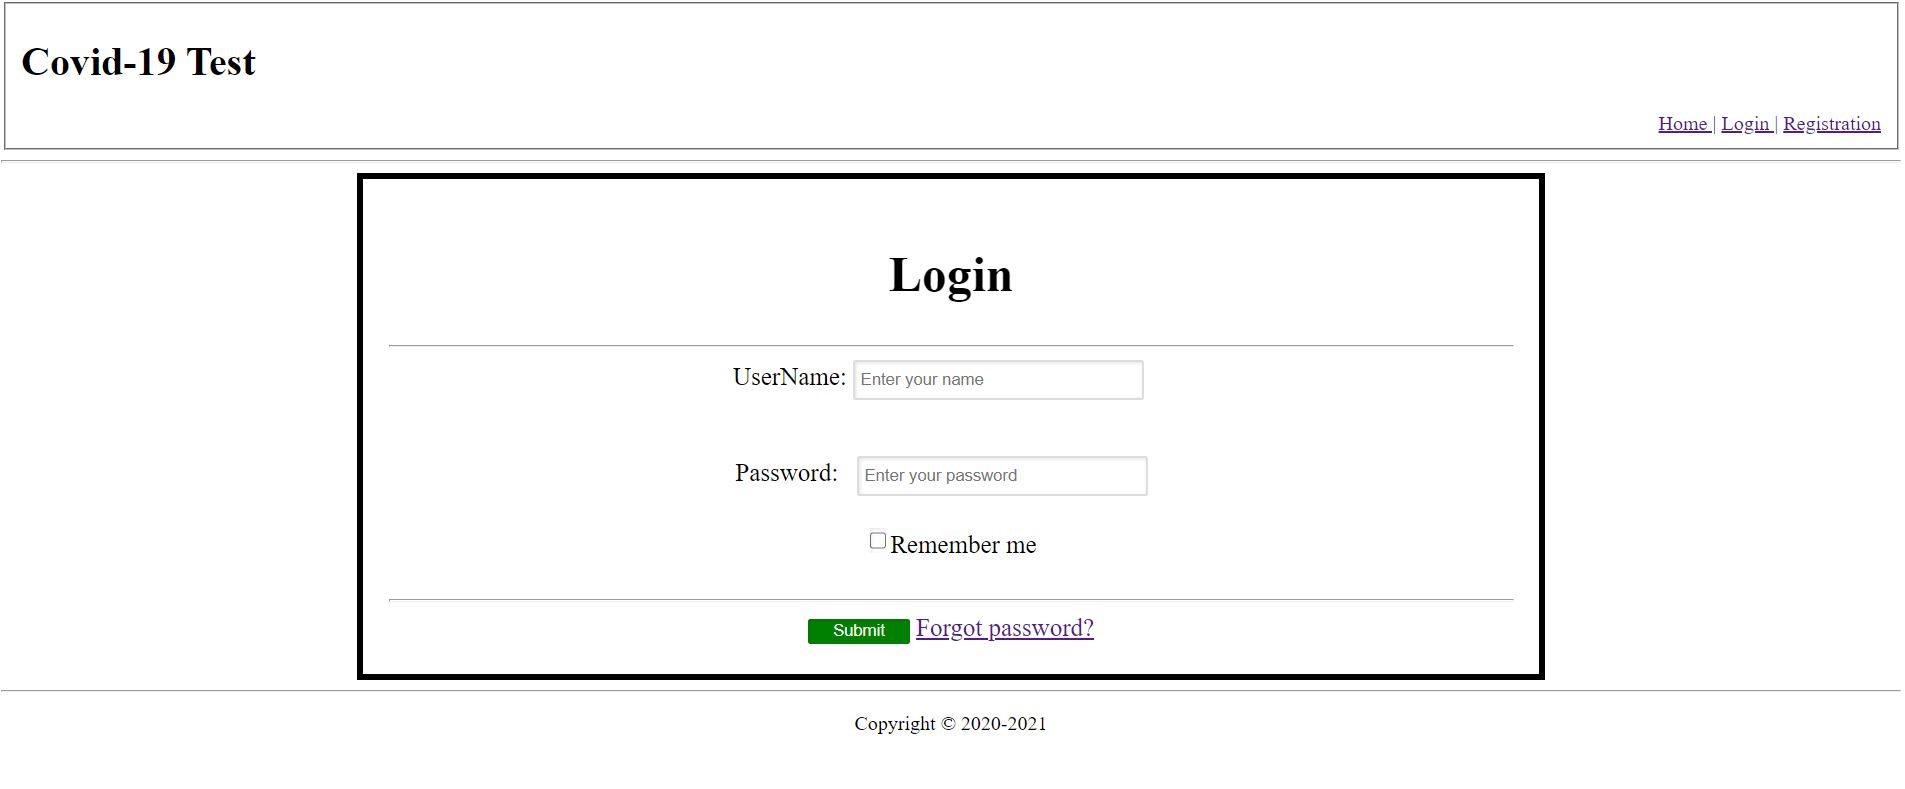 Covid-19 Test
Home | Login | Registration
Login
UserName: Enter your name
Password: Enter your password
Remember me
Submit Forgot password?
Copyright © 2020-2021